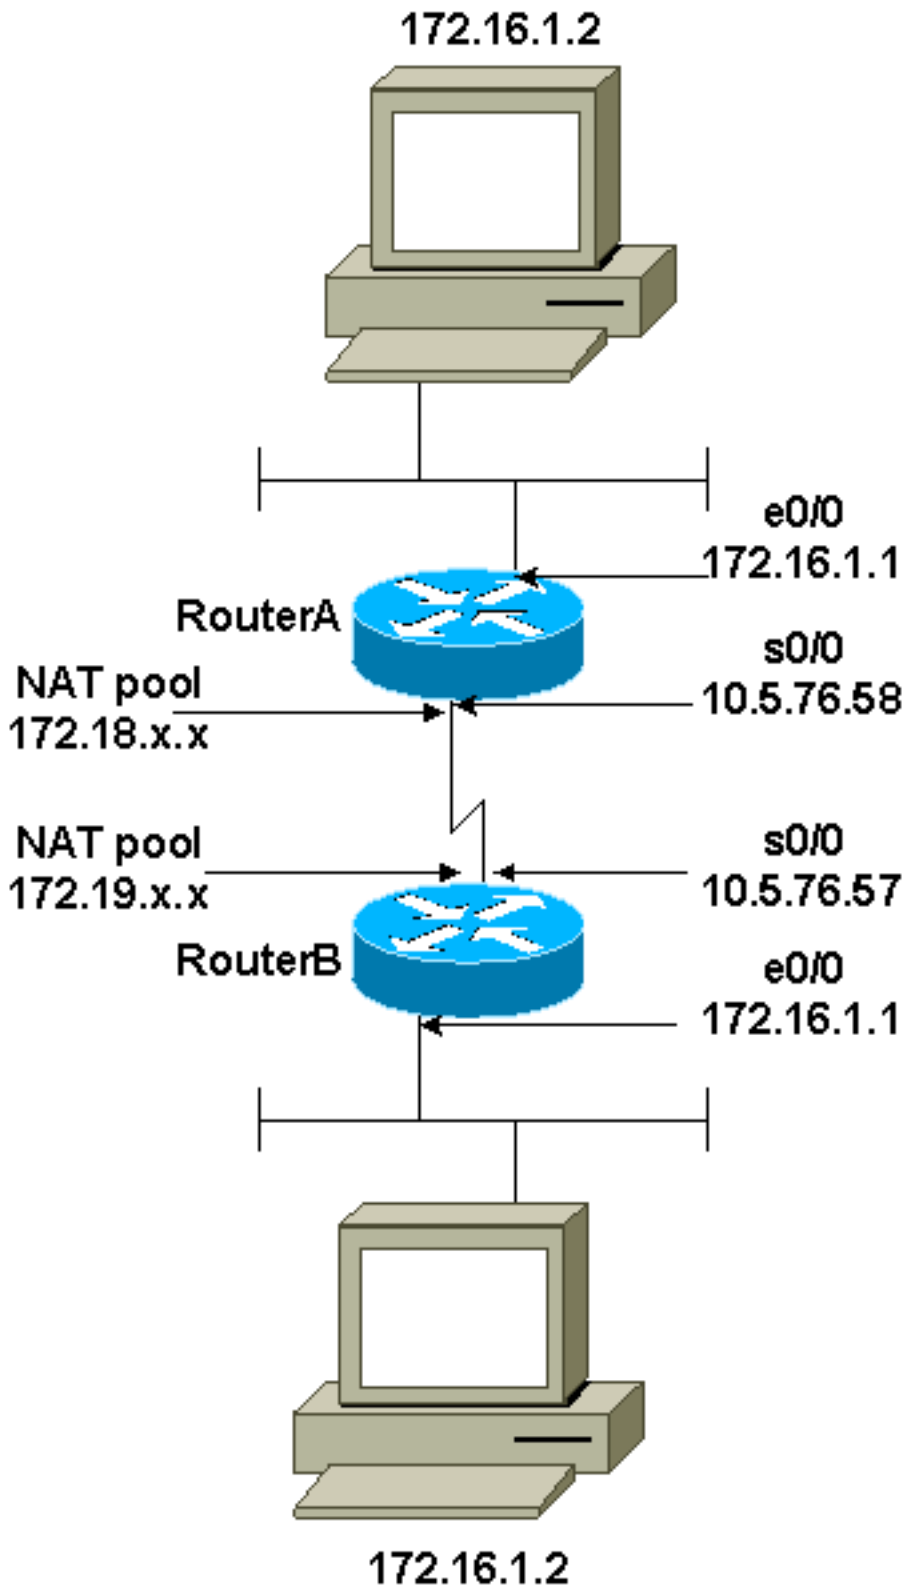 172.16.1.2
e0/0
172.16.1.1
RouterA
s0/0
10.5.76.58
NAT pool
172.18.x.x
NAT pool
172.19.x.x
s0/0
10.5.76.57
RouterB
e0/0
172.16.1.1
172.16.1.2